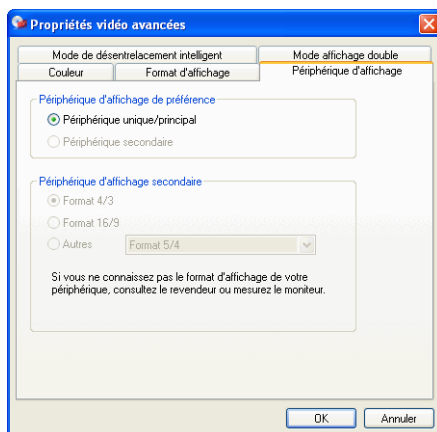 Propriétés vidéo avancées
Mode de désentrelacement intelligent
Mode affichage double
Couleur
Format d'affichage
Périphérique d'affichage
Périphérique d'affichage de préférence
Périphérique unique/principal
Périphérique secondaire
Périphérique d'affichage secondaire
Format 4/3
Format 16/9
Autres
Format 5/4
Si vous ne connaissez pas le format d'affichage de votre
périphérique, consultez le revendeur ou mesurez le moniteur.
OK
Annuler